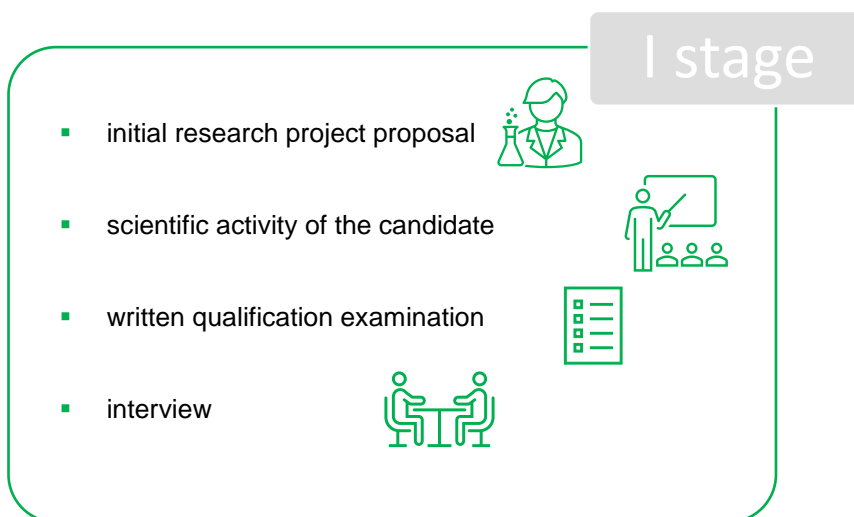 I stage
▪ initial research project proposal
▪ scientific activity of the candidate
▪ written qualification examination
▪ interview